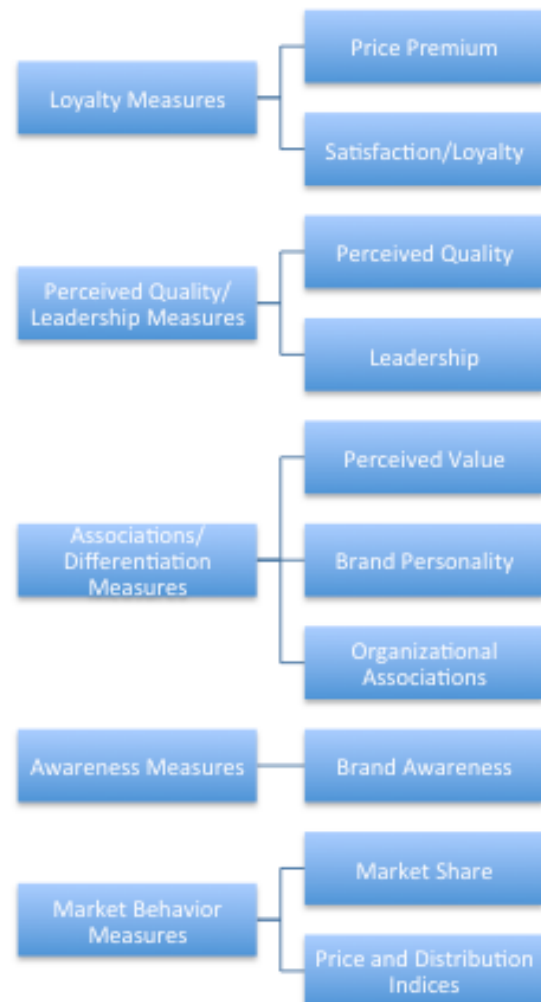 Loyalty Measures
Price Premium
Satisfaction/Loyalty
Perceived Quality/
Leadership Measures
Perceived Quality
Leadership
Associations/
Differentiation
Measures
Perceived Value
Brand Personality
Organizational
Associations
Awareness Measures
Brand Awareness
Market Behavior
Measures
Market Share
Price and Distribution
Indices